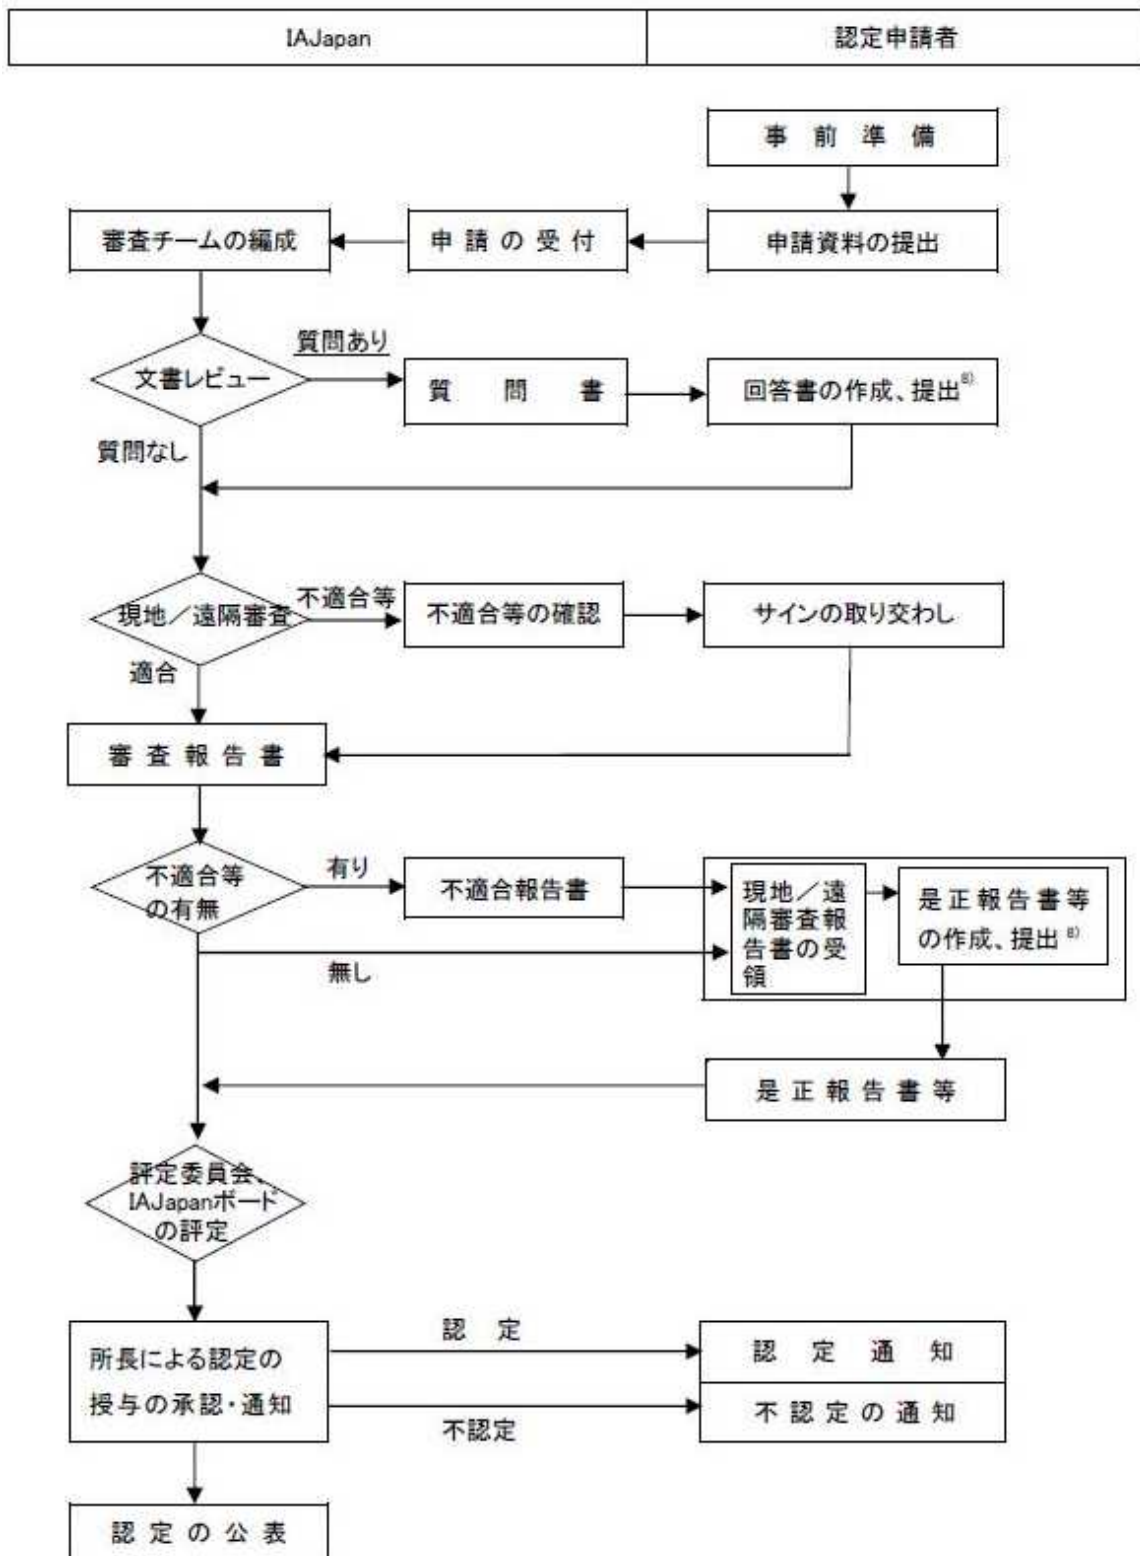 IAJapan
認定申請者
事前準備
審査チームの編成
申請の受付
申請資料の提出
質問あり
文書レビュー
質問書
回答書の作成、提出8)
質問なし
不適合等
現地／遠隔審査
不適合等の確認
サインの取り交わし
適合
審査報告書
有り
不適合等
の有無
不適合報告書
現地／遠
隔審査報
告書の受
領
是正報告書等
の作成、提出8)
無し
是正報告書等
評定委員会、
IAJapanボード
の評定
認定
所長による認定の
授与の承認・通知
認定通知
不認定の通知
不認定
認定の公表